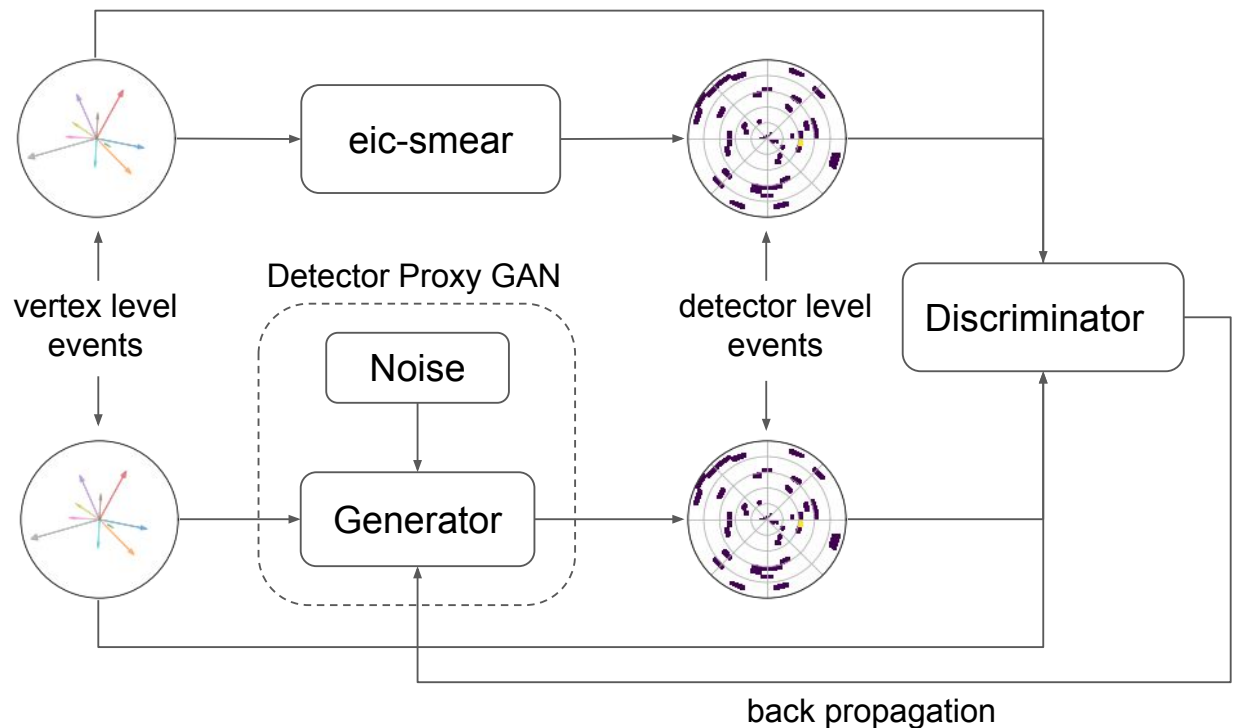 eic-smear
Detector Proxy GAN
vertex level
events
detector level
events
Discriminator
Noise
Generator
back propagation